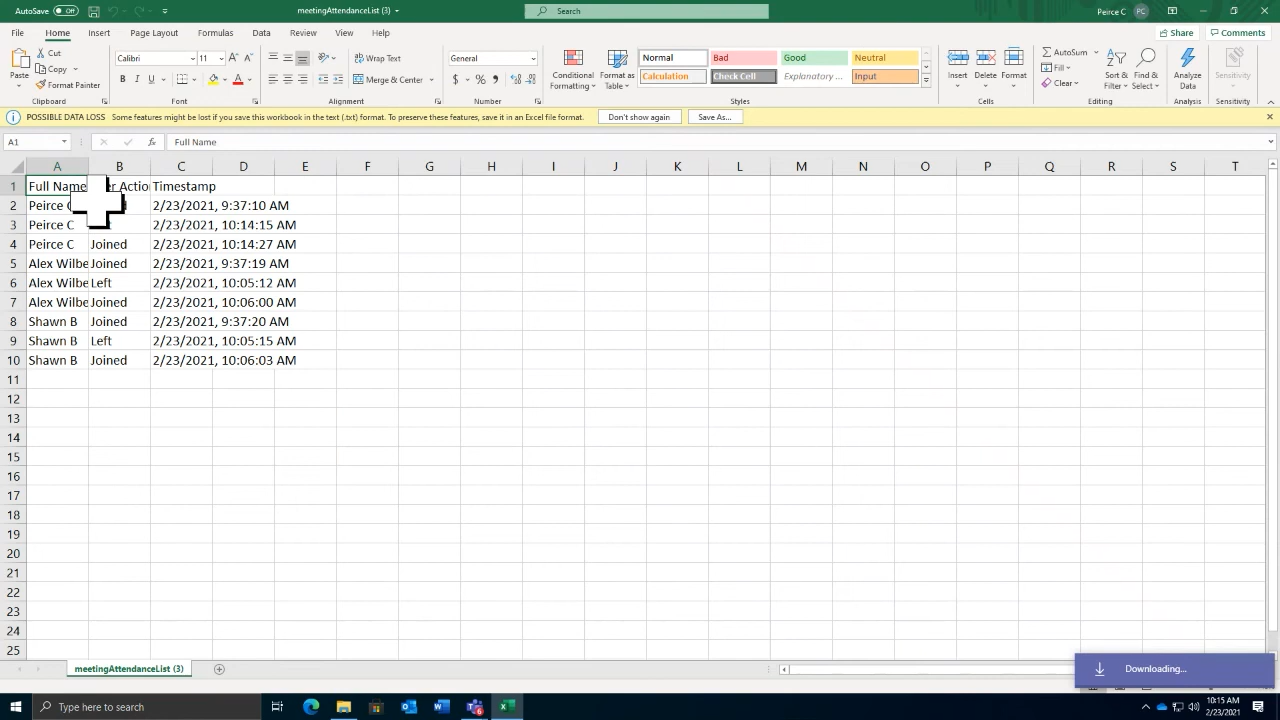 AutoSave Off meetingAttendanceList (3) Search Peirce C PC
File Home Insert Page Layout Formulas Data Review View Help Share Comments
Cut
Copy
Format Painter
Paste
Clipboard
Calibri 11
B I U
Font
Wrap Text
Merge & Center
Alignment
General
$ % ,
Number
Conditional
Formatting
Format as
Table
Normal Bad Good Neutral
Calculation Check Cell Explanatory ... Input
Styles
Insert Delete Format
Cells
AutoSum
Fill
Clear
Sort &
Filter
Find &
Select
Editing
Analyze
Data
Analysis
Sensitivity
Sensitivity
POSSIBLE DATA LOSS Some features might be lost if you save this workbook in the text (.txt) format. To preserve these features, save it in an Excel file format. Don't show again Save As...
A1 fx Full Name
A B C D E F G H I J K L M N O P Q R S T
1 Full Name Actio Timestamp
2 Peirce 2/23/2021, 9:37:10 AM
3 Peirce C 2/23/2021, 10:14:15 AM
4 Peirce C Joined 2/23/2021, 10:14:27 AM
5 Alex Wilbe Joined 2/23/2021, 9:37:19 AM
6 Alex Wilbe Left 2/23/2021, 10:05:12 AM
7 Alex Wilbe Joined 2/23/2021, 10:06:00 AM
8 Shawn B Joined 2/23/2021, 9:37:20 AM
9 Shawn B Left 2/23/2021, 10:05:15 AM
10 Shawn B Joined 2/23/2021, 10:06:03 AM
11
12
13
14
15
16
17
18
19
20
21
22
23
24
25
meetingAttendanceList (3)
Downloading...
Type here to search
10:15 AM
2/23/2021